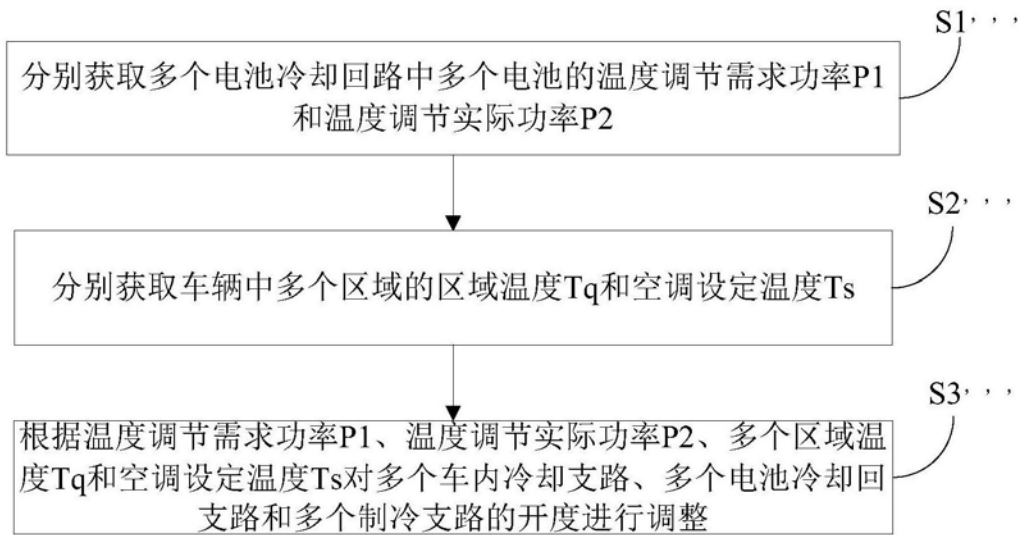 S1，，，
分别获取多个电池冷却回路中多个电池的温度调节需求功率P1
和温度调节实际功率P2
S2，，，
分别获取车辆中多个区域的区域温度Tq和空调设定温度Ts
S3，，，
根据温度调节需求功率P1、温度调节实际功率P2、多个区域温
度Tq和空调设定温度Ts对多个车内冷却支路、多个电池冷却回
支路和多个制冷支路的开度进行调整